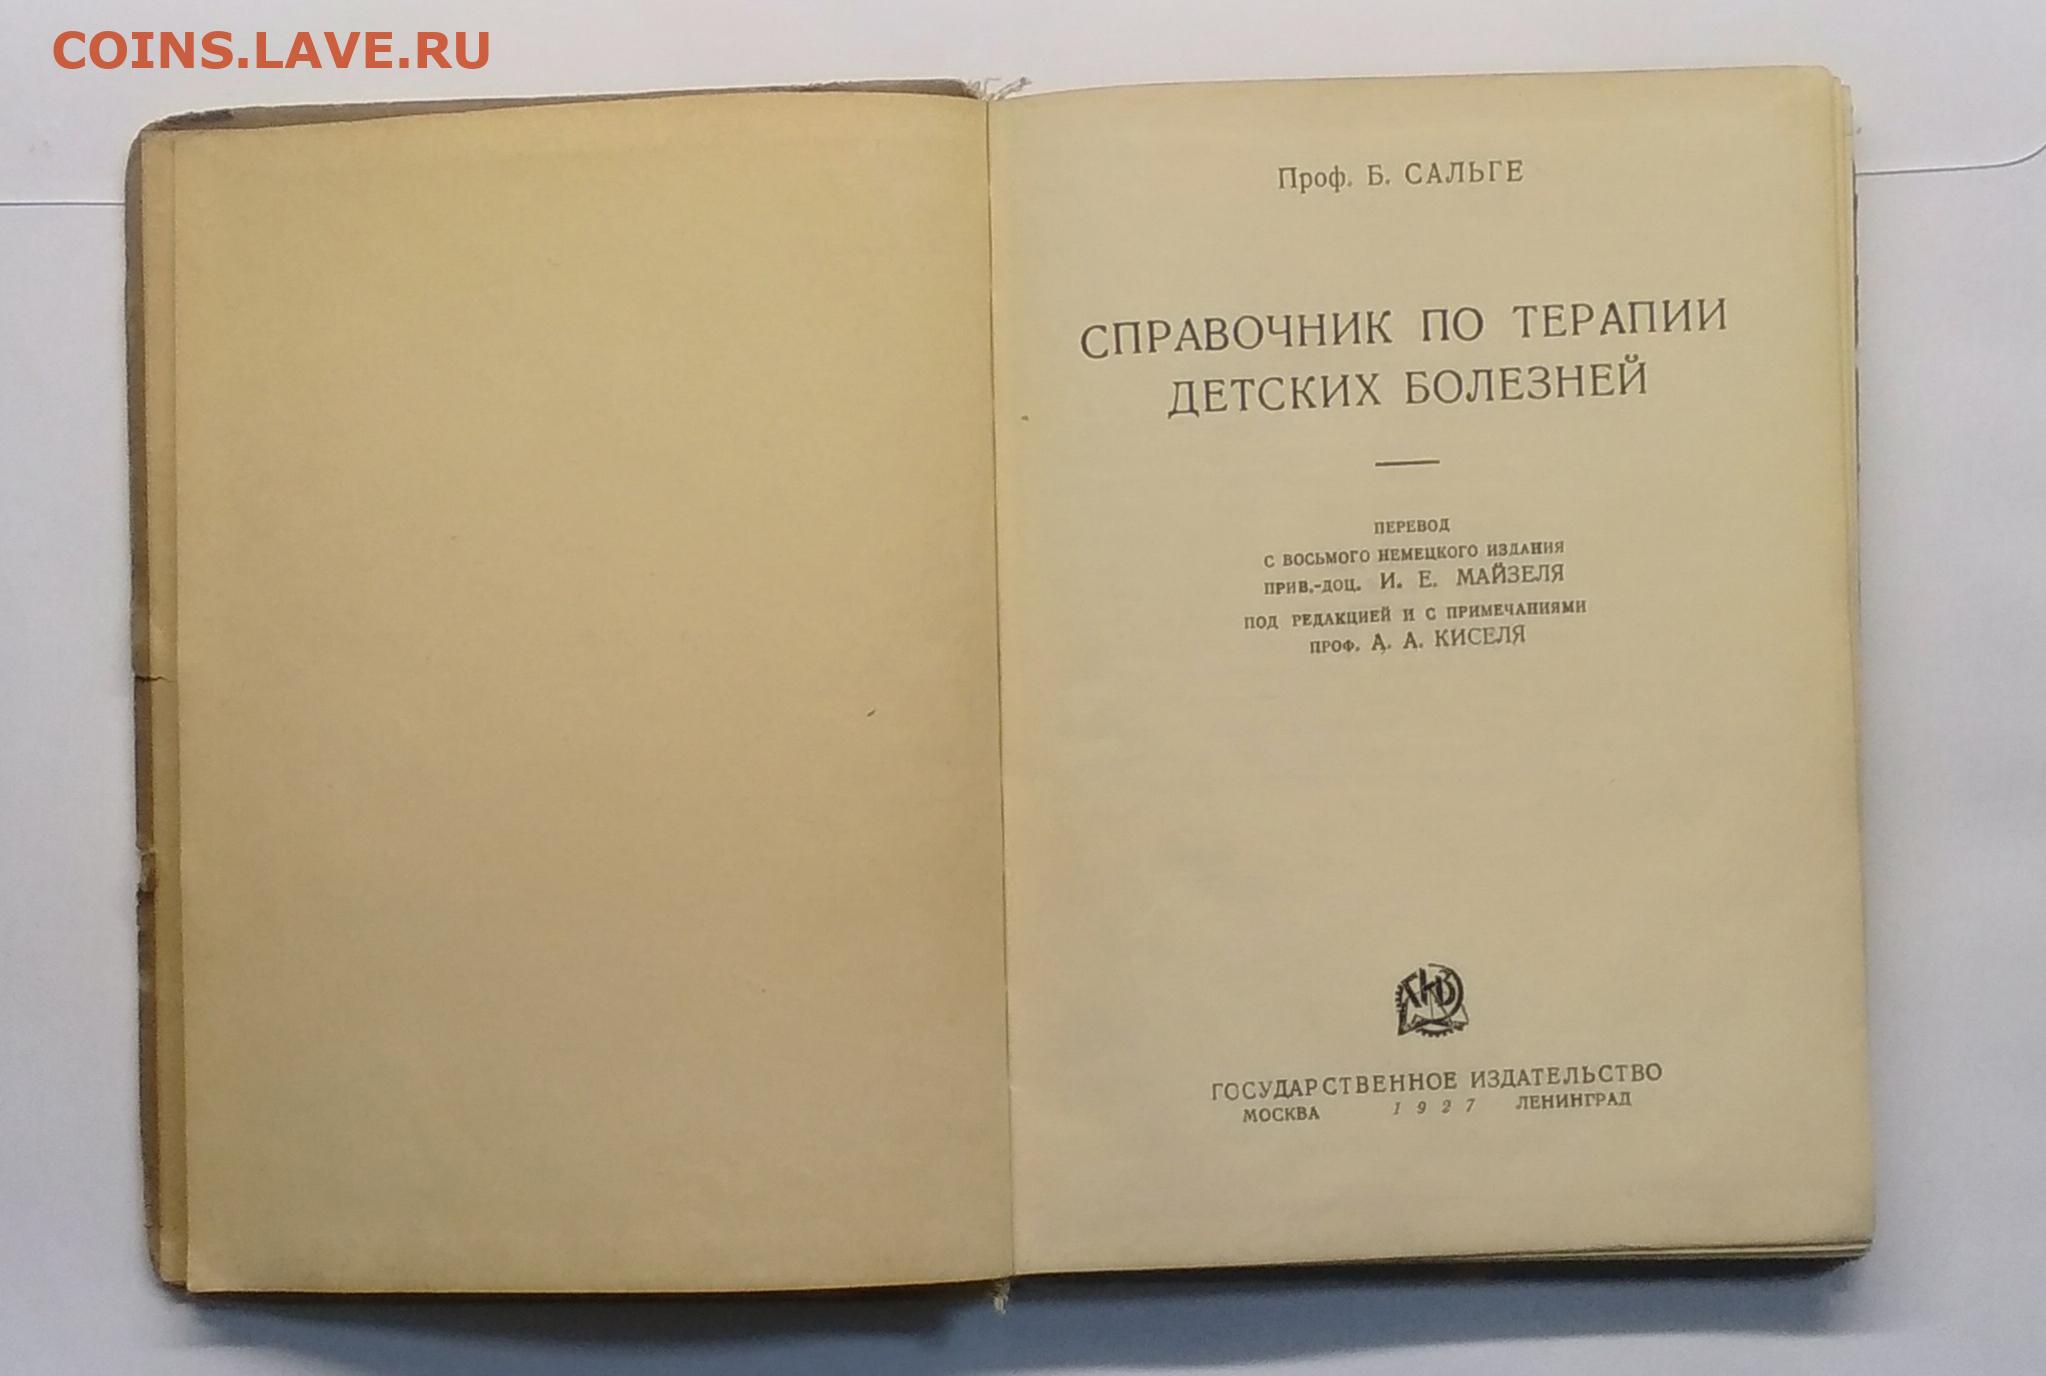 COINS.LAVE.RU
Проф. Б. САЛЬГЕ
СПРАВОЧНИК ПО ТЕРАПИИ
ДЕТСКИХ БОЛЕЗНЕЙ
ПЕРЕВОД
С ВОСЬМОГО НЕМЕЦКОГО ИЗДАНИЯ
ПРИВ.-ДОЦ. И. Е. МАЙЗЕЛЯ
ПОД РЕДАКЦИЕЙ И С ПРИМЕЧАНИЯМИ
ПРОФ. А. А. КИСЕЛЯ
ГОСУДАРСТВЕННОЕ ИЗДАТЕЛЬСТВО
МОСКВА 1927 ЛЕНИНГРАД